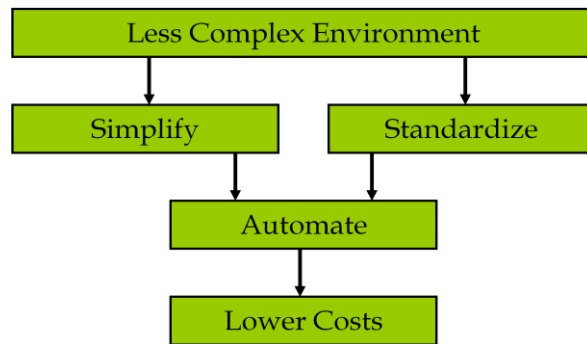 Less Complex Environment
Simplify
Standardize
Automate
Lower Costs